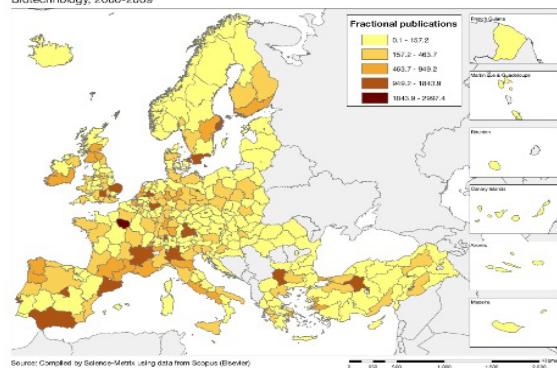 Biotechnology, 2000-2009
Fractional publications
0.1 - 157.2
157.2 - 463.7
463.7 - 949.2
949.2 - 1843.9
1843.9 - 2997.4
French Guiana
Martinique & Guadeloupe
Réunion
Canary Islands
Azores
Madeira
Source: Compiled by Science-Metrix using data from Scopus (Elsevier)